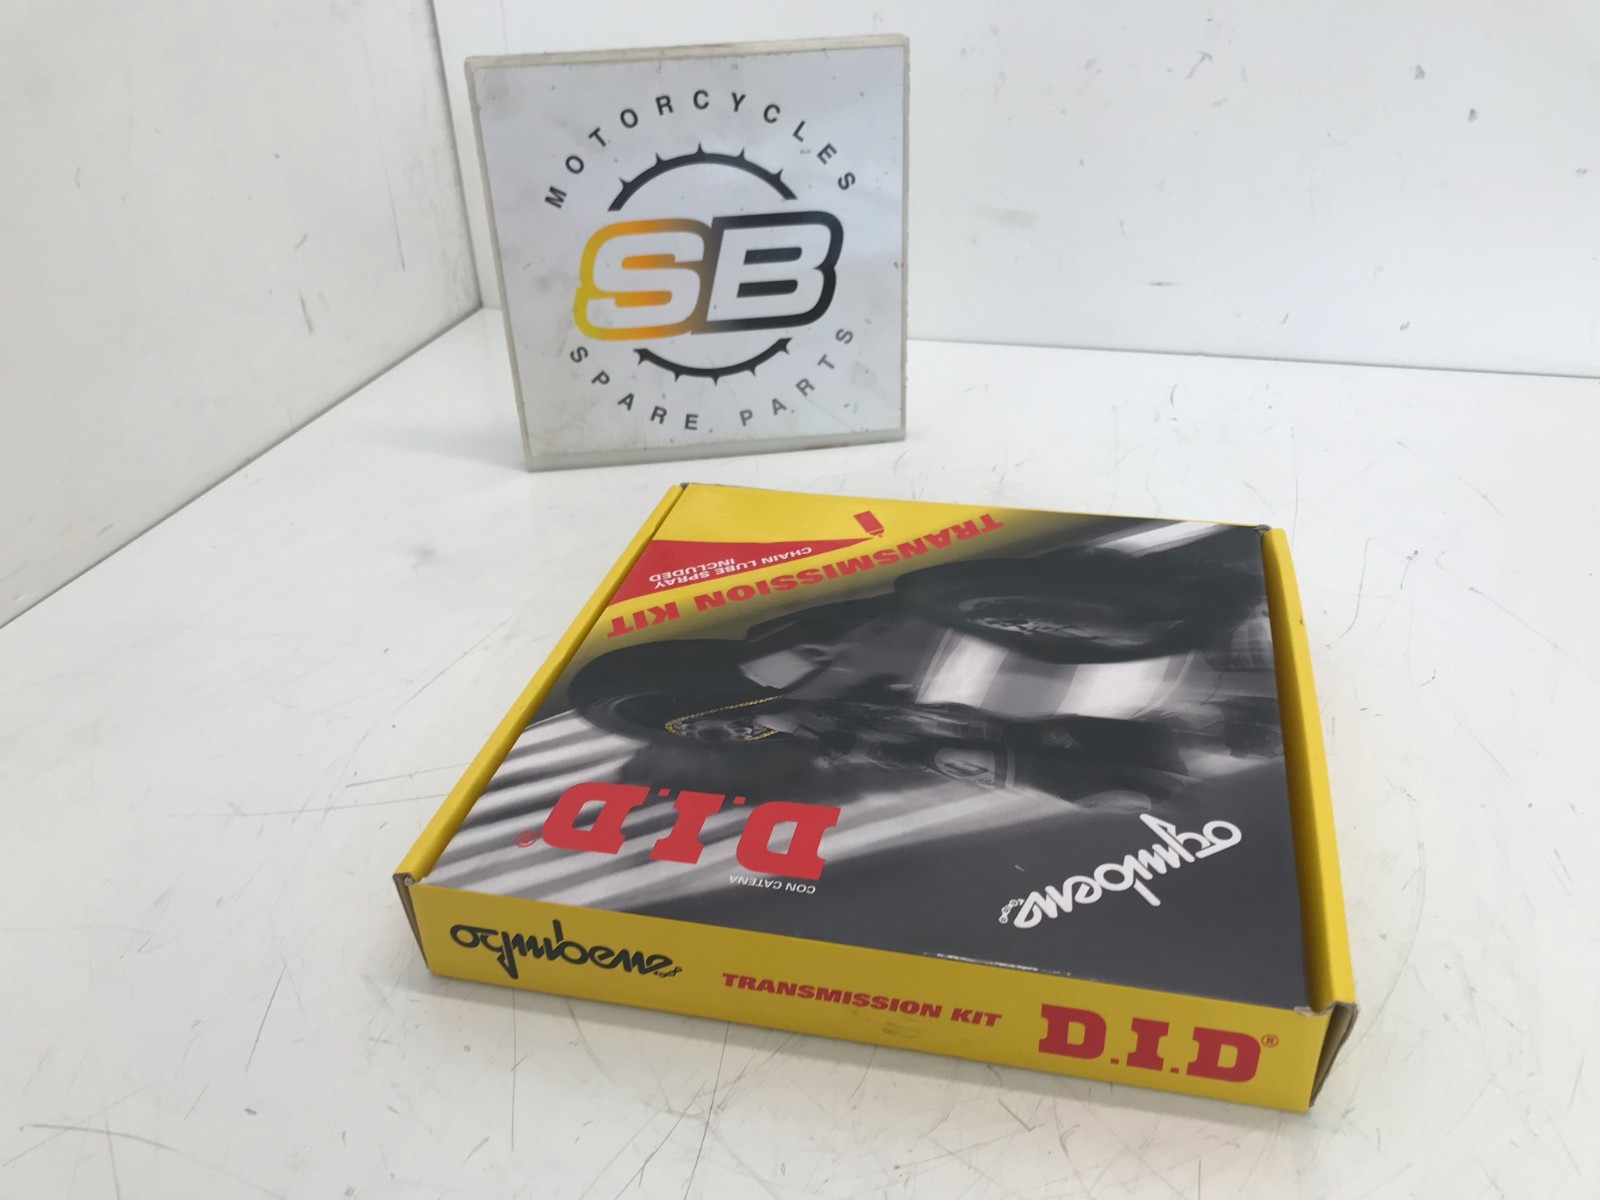 MOTORCYCLES
SB
SPARE PARTS
TRANSMISSION KIT
CHAIN LUBE SPRAY
INCLUDED
D.I.D®
CON CATENA
TRANSMISSION KIT
D.I.D®